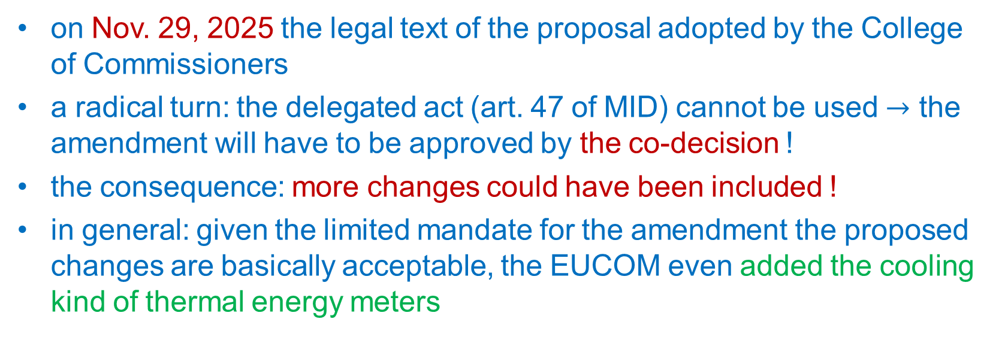 • on Nov. 29, 2025 the legal text of the proposal adopted by the College
of Commissioners
• a radical turn: the delegated act (art. 47 of MID) cannot be used → the
amendment will have to be approved by the co-decision !
• the consequence: more changes could have been included !
• in general: given the limited mandate for the amendment the proposed
changes are basically acceptable, the EUCOM even added the cooling
kind of thermal energy meters